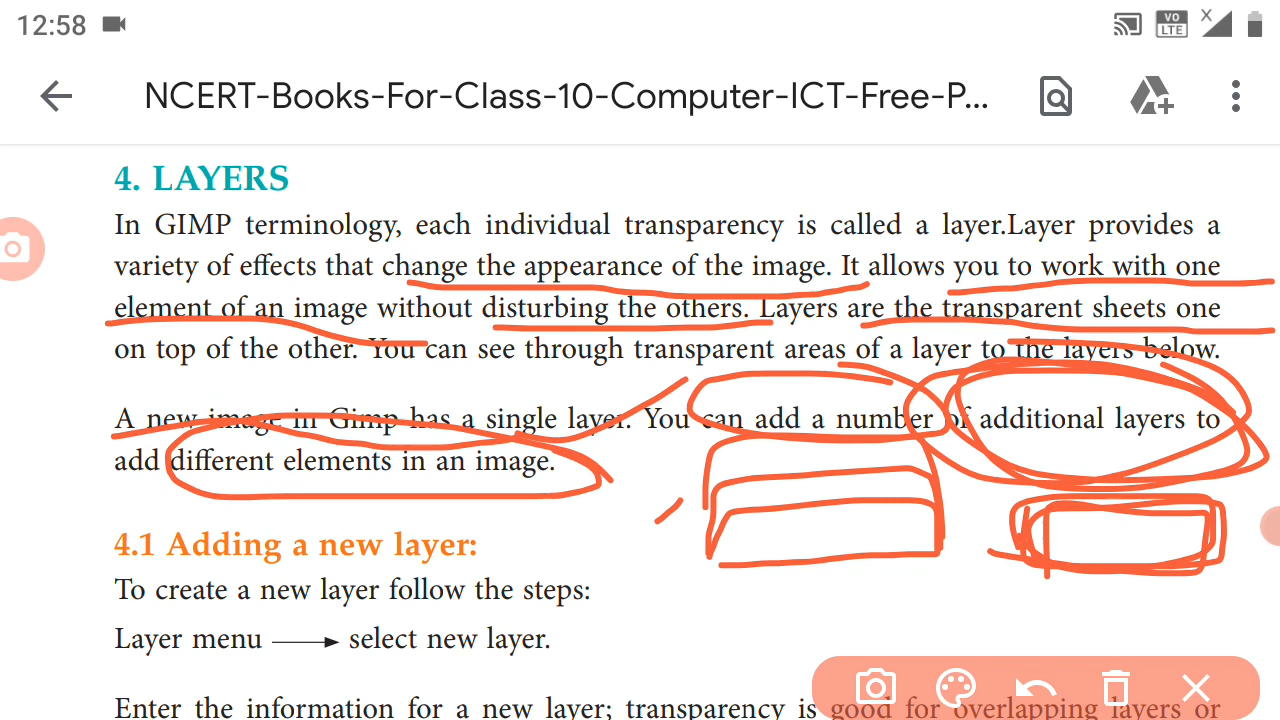 12:58
VO LTE X
NCERT-Books-For-Class-10-Computer-ICT-Free-P...
4. LAYERS
In GIMP terminology, each individual transparency is called a layer.Layer provides a
variety of effects that change the appearance of the image. It allows you to work with one
element of an image without disturbing the others. Layers are the transparent sheets one
on top of the other. You can see through transparent areas of a layer to the layers below.
A new image in Gimp has a single layer. You can add a number of additional layers to
add different elements in an image.
4.1 Adding a new layer:
To create a new layer follow the steps:
Layer menu ⟶ select new layer.
Enter the information for a new layer; transparency is good for overlapping layers or